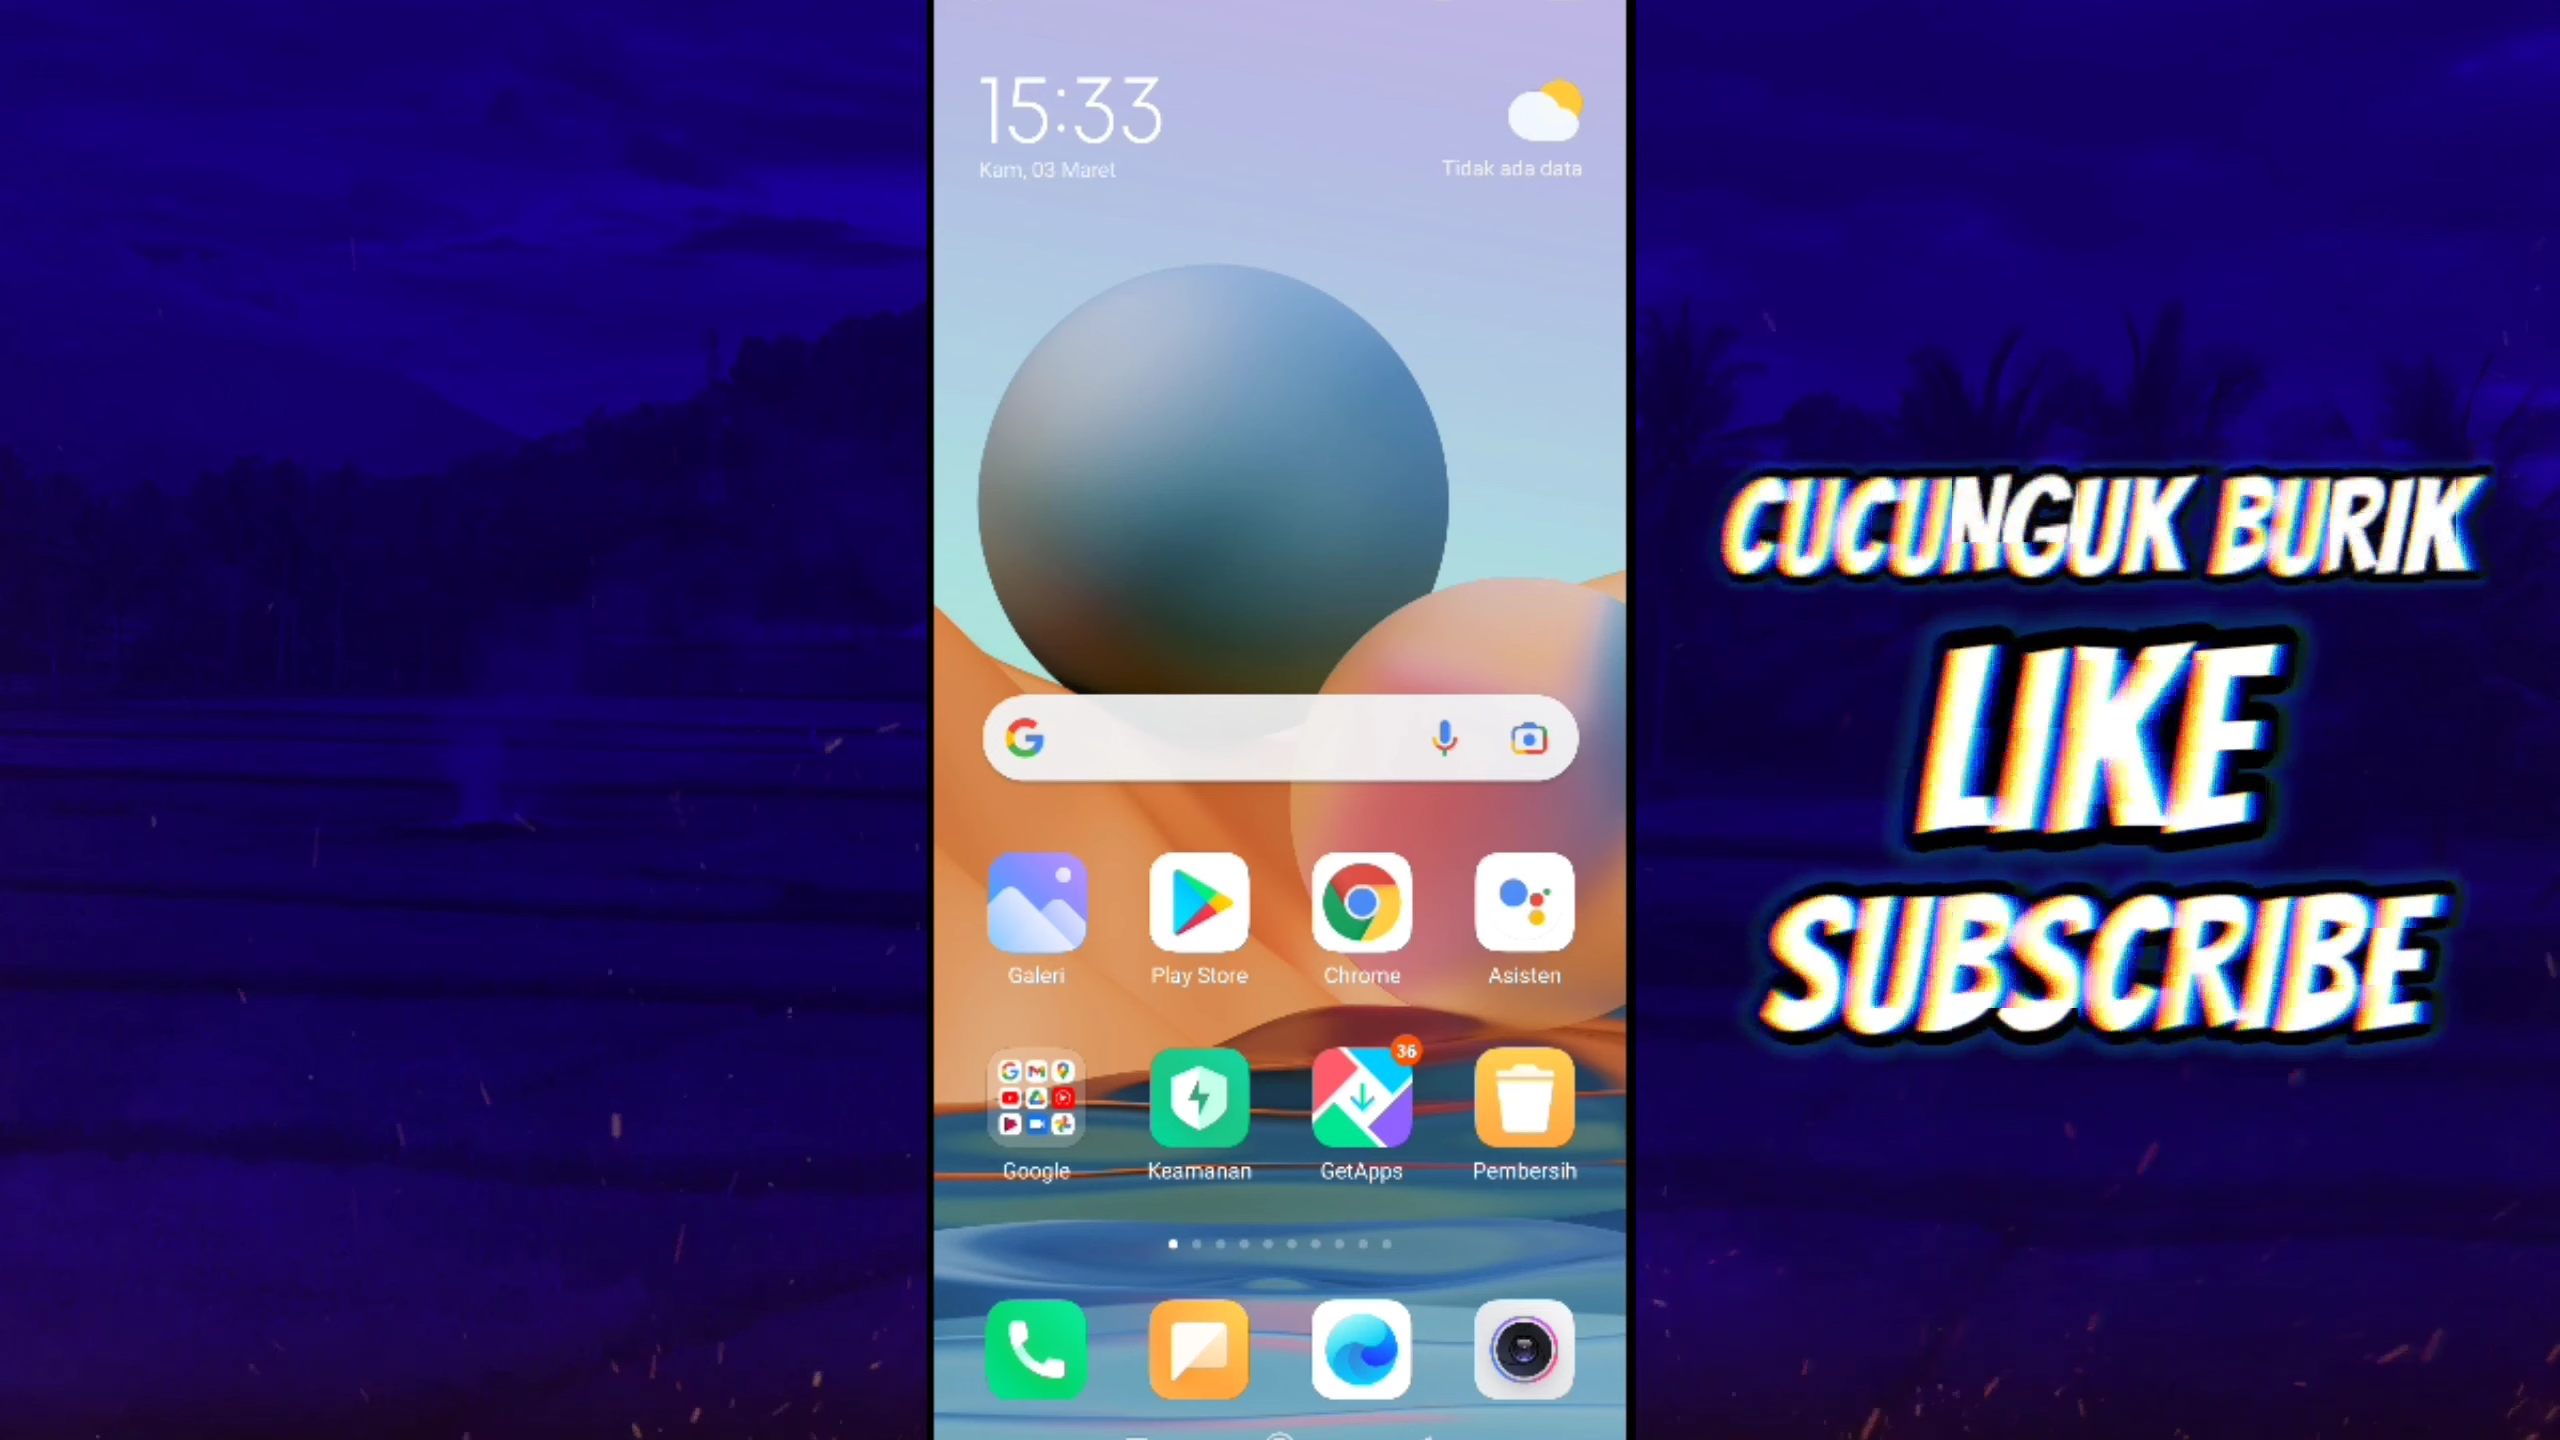 15:33
Kam, 03 Maret
Tidak ada data
Galeri
Play Store
Chrome
Asisten
36
Google
Keamanan
GetApps
Pembersih
CUCUNGUK BURIK
LIKE
SUBSCRIBE